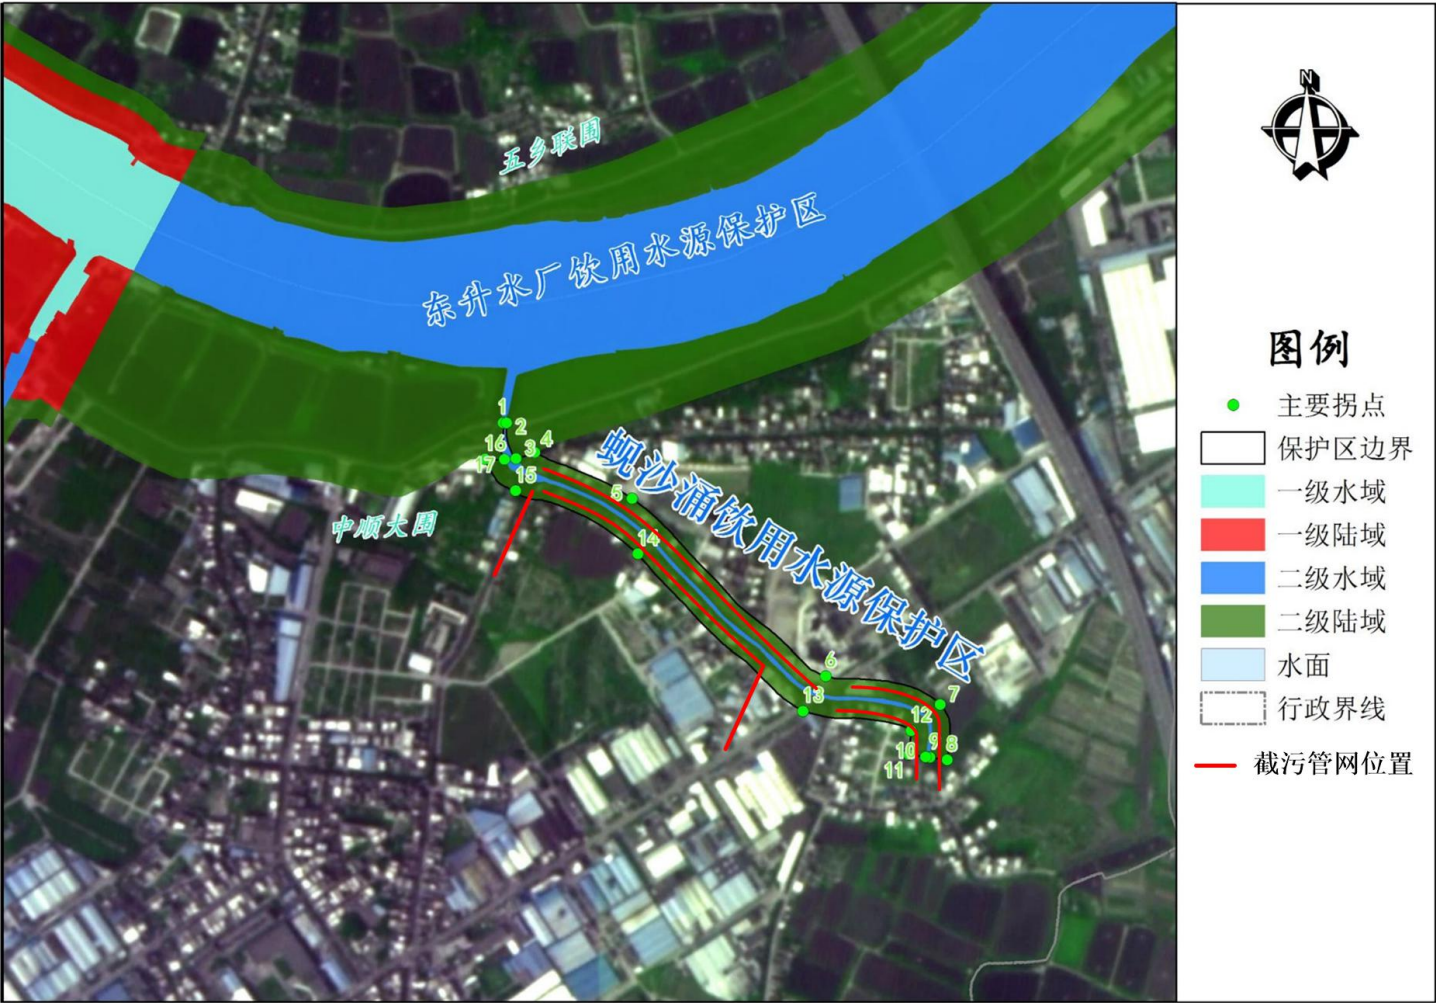 五乡联围
东升水厂饮用水源保护区
1
2
16
3
4
17
15
蚬沙涌饮用水源保护区
5
中顺大围
14
6
13
7
12
10
9
8
11
N
图例
主要拐点
保护区边界
一级水域
一级陆域
二级水域
二级陆域
水面
行政界线
截污管网位置